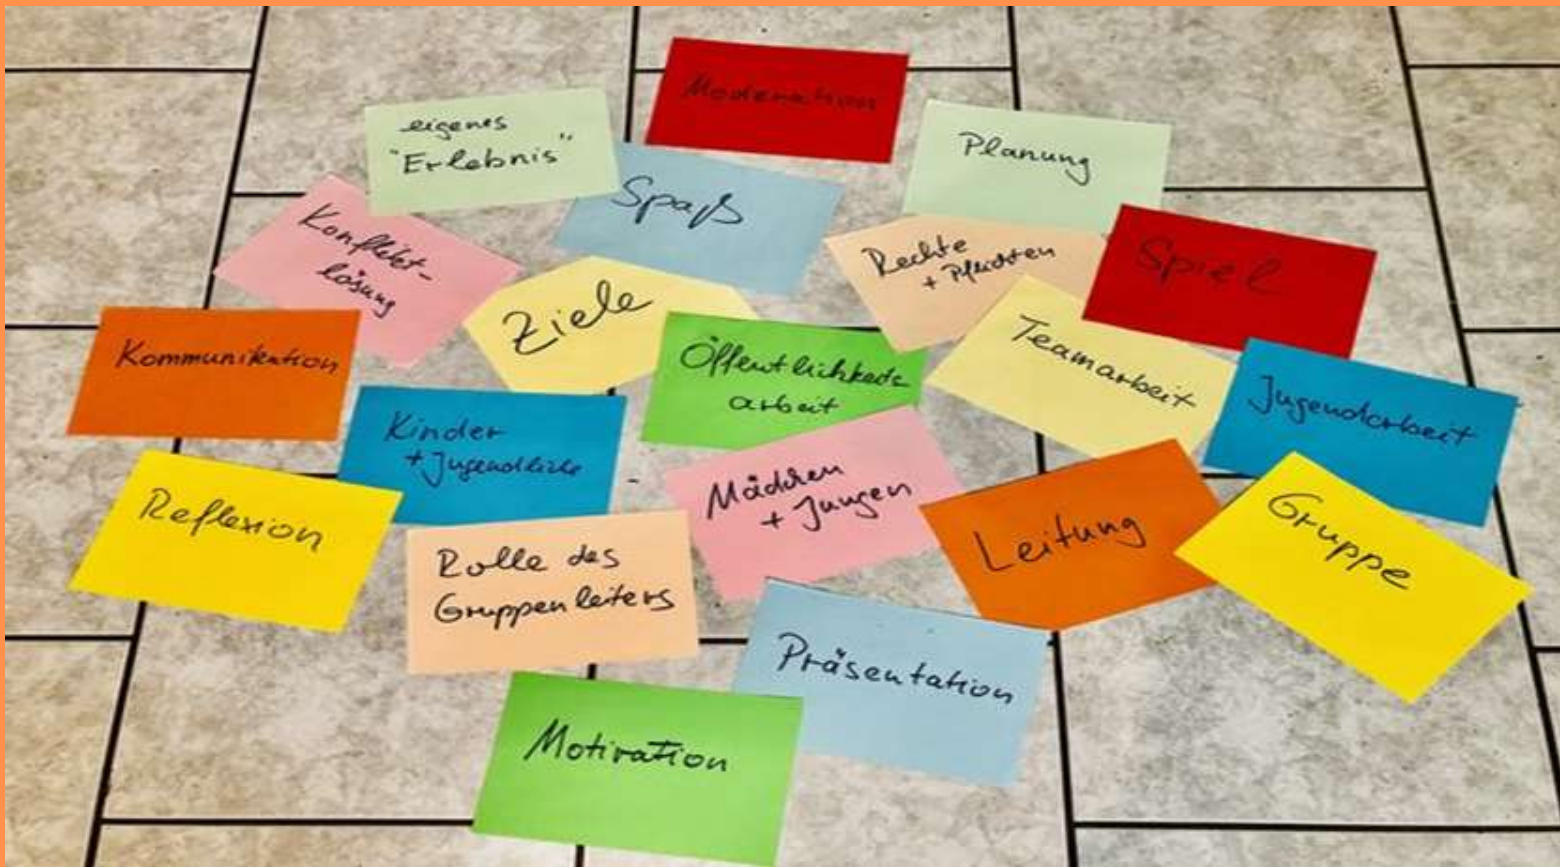 Moderation
eigenes
"Erlebnis"
Planung
Spaß
Konflikt-
lösung
Rechte
+ Pflichten
Spiel
Ziele
Kommunikation
Öffentlichkeits
arbeit
Teamarbeit
Jugendarbeit
Kinder
+ Jugendliche
Mädchen
+ Jungen
Reflexion
Leitung
Gruppe
Rolle des
Gruppenleiters
Präsentation
Motivation